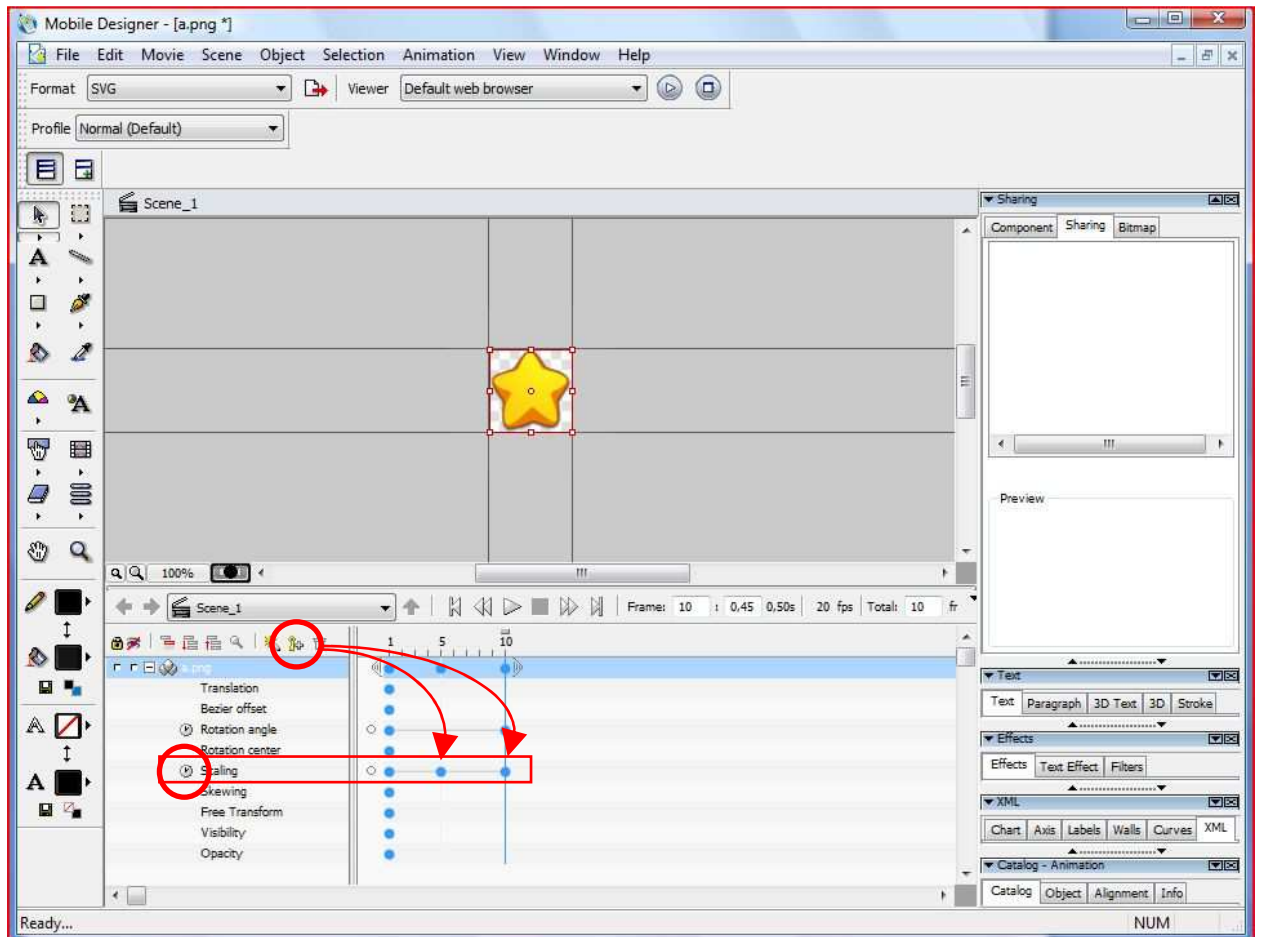 Mobile Designer - [a.png *]
File Edit Movie Scene Object Selection Animation View Window Help
Format SVG Viewer Default web browser
Profile Normal (Default)
Scene_1
Sharing
Component Sharing Bitmap
Preview
100%
Scene_1 Frame: 10 : 0,45 0,50s 20 fps Total: 10 fr
1 5 10
a.png
Translation
Bezier offset
Rotation angle
Rotation center
Scaling
Skewing
Free Transform
Visibility
Opacity
Text
Text Paragraph 3D Text 3D Stroke
Effects
Effects Text Effect Filters
XML
Chart Axis Labels Walls Curves XML
Catalog - Animation
Catalog Object Alignment Info
Ready... NUM